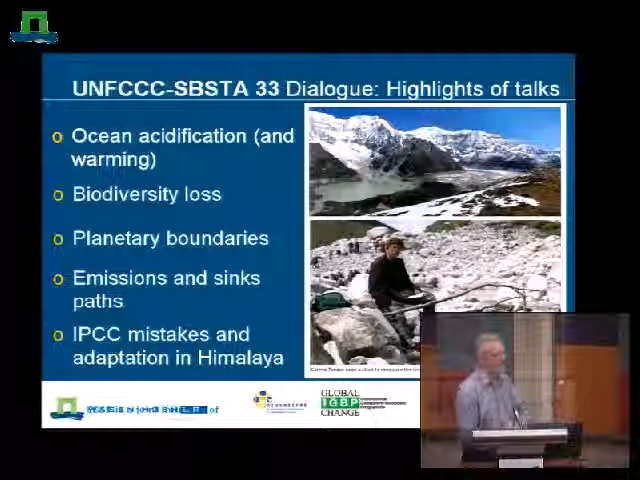 UNFCCC-SBSTA 33 Dialogue: Highlights of talks
o Ocean acidification (and
warming)
o Biodiversity loss
o Planetary boundaries
o Emissions and sinks
paths
o IPCC mistakes and
adaptation in Himalaya
GLOBAL
IGBP
CHANGE